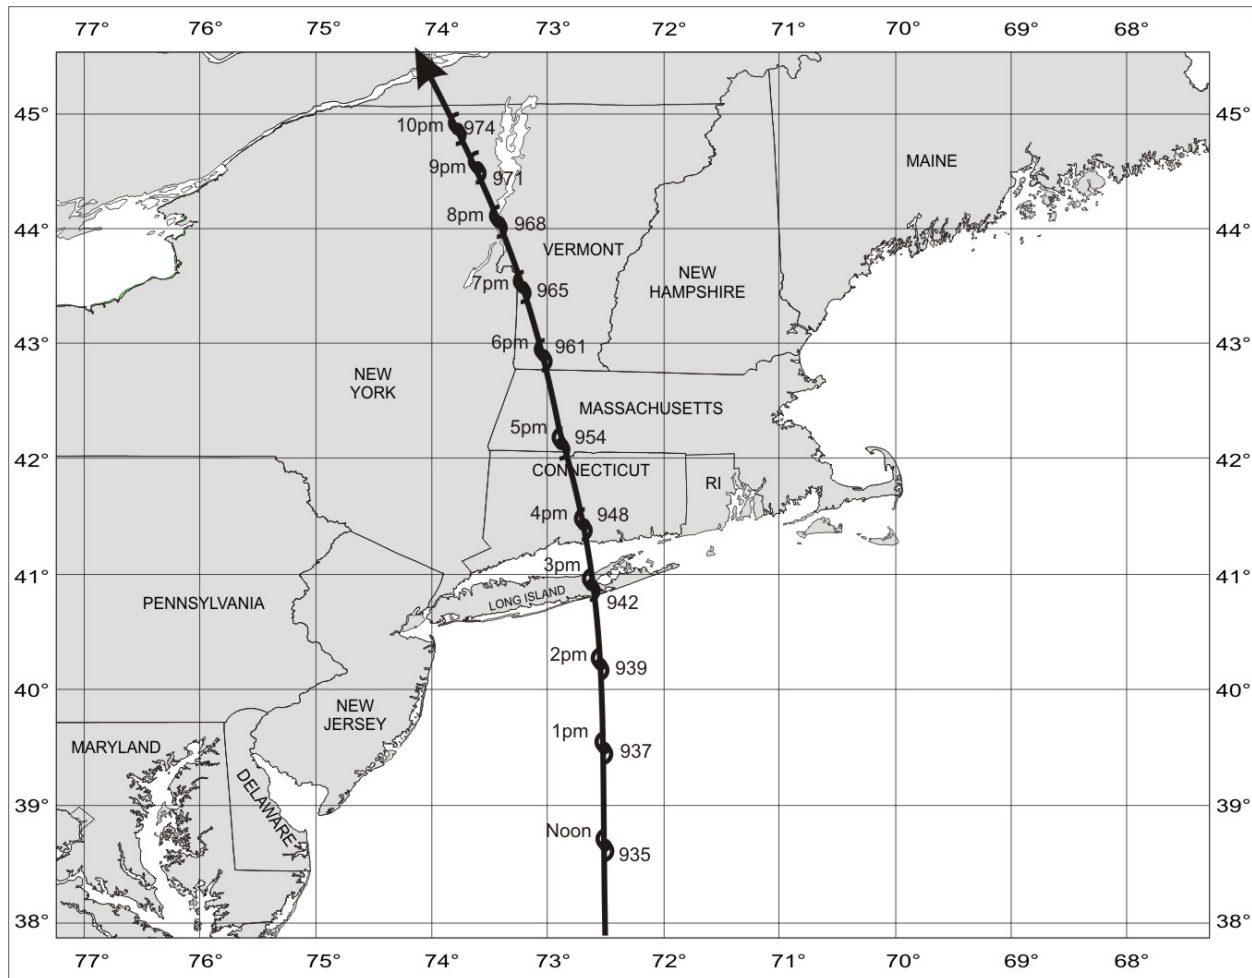 77° 76° 75° 74° 73° 72° 71° 70° 69° 68°
45° 45°
10pm 974
9pm 971
MAINE
8pm 968
44° 44°
VERMONT
7pm 965
NEW
HAMPSHIRE
6pm 961
43° 43°
NEW
YORK
MASSACHUSETTS
5pm 954
42° 42°
CONNECTICUT
RI
4pm 948
3pm
41° 41°
PENNSYLVANIA
LONG ISLAND
942
2pm 939
40° 40°
NEW
JERSEY
1pm 937
MARYLAND
DELAWARE
39° 39°
Noon 935
38° 38°
77° 76° 75° 74° 73° 72° 71° 70° 69° 68°